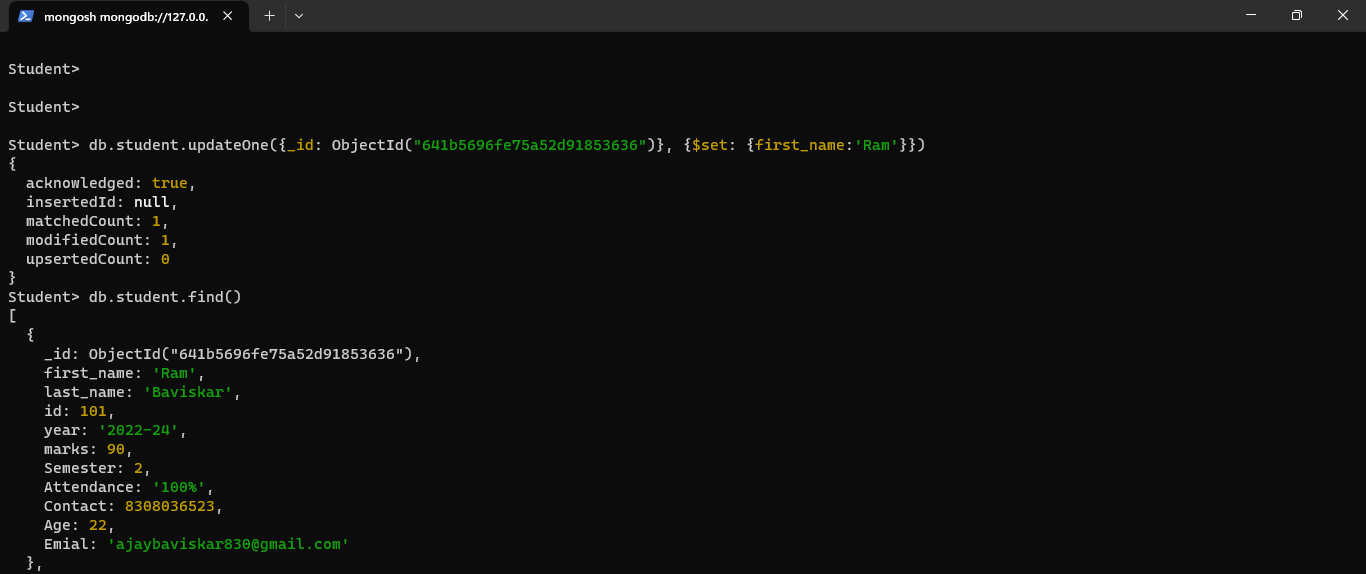 mongosh mongodb://127.0.0.
Student>
Student>
Student> db.student.updateOne({_id: ObjectId("641b5696fe75a52d91853636")}, {$set: {first_name:'Ram'}})
{
  acknowledged: true,
  insertedId: null,
  matchedCount: 1,
  modifiedCount: 1,
  upsertedCount: 0
}
Student> db.student.find()
[
  {
    _id: ObjectId("641b5696fe75a52d91853636"),
    first_name: 'Ram',
    last_name: 'Baviskar',
    id: 101,
    year: '2022-24',
    marks: 90,
    Semester: 2,
    Attendance: '100%',
    Contact: 8308036523,
    Age: 22,
    Emial: 'ajaybaviskar830@gmail.com'
  },